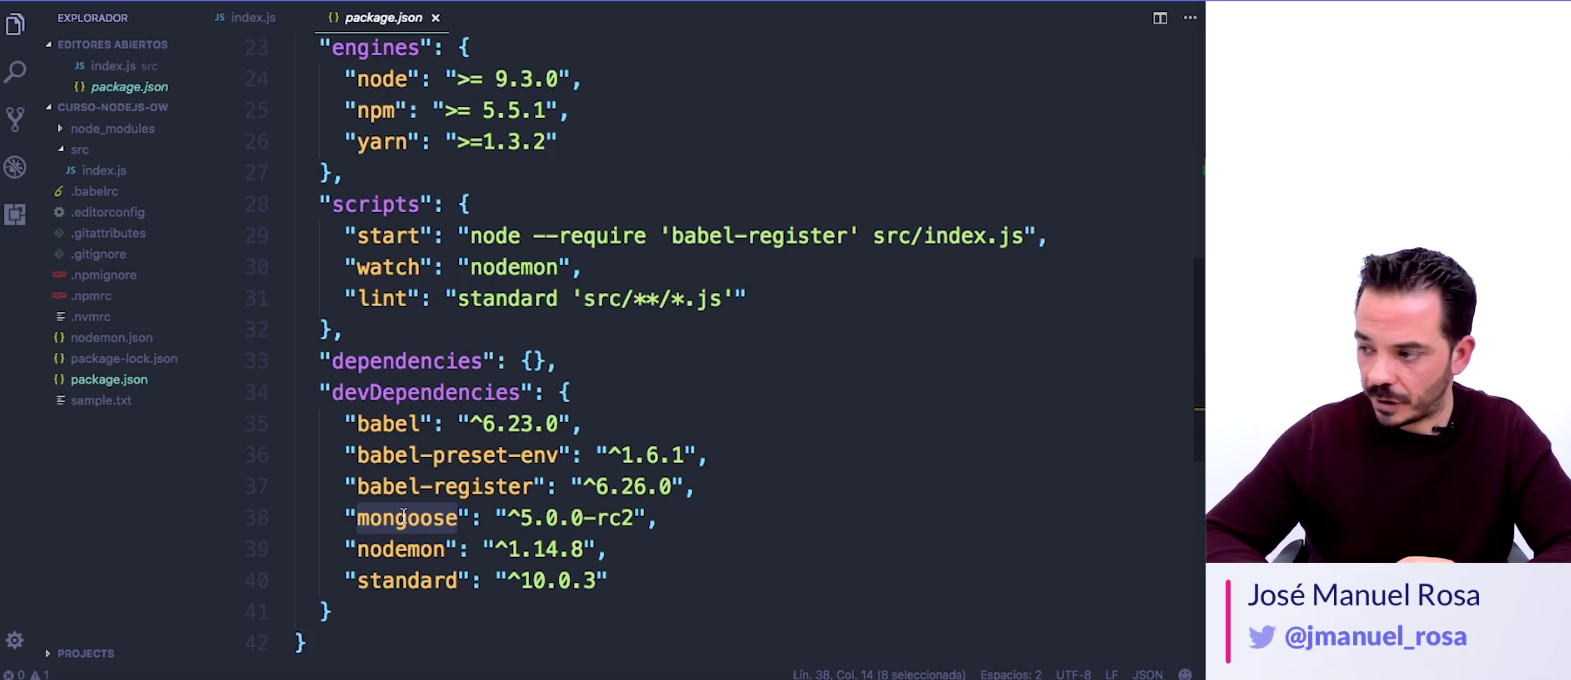 EXPLORADOR
EDITORES ABIERTOS
JS index.js src
{} package.json
CURSO-NODEJS-OW
node_modules
src
JS index.js
.babelrc
.editorconfig
.gitattributes
.gitignore
.npmignore
.npmrc
.nvmrc
{} nodemon.json
{} package-lock.json
{} package.json
sample.txt
PROJECTS
JS index.js
{} package.json ×
23 "engines": {
24 "node": ">= 9.3.0",
25 "npm": ">= 5.5.1",
26 "yarn": ">=1.3.2"
27 },
28 "scripts": {
29 "start": "node --require 'babel-register' src/index.js",
30 "watch": "nodemon",
31 "lint": "standard 'src/**/*.js'"
32 },
33 "dependencies": {},
34 "devDependencies": {
35 "babel": "^6.23.0",
36 "babel-preset-env": "^1.6.1",
37 "babel-register": "^6.26.0",
38 "mongoose": "^5.0.0-rc2",
39 "nodemon": "^1.14.8",
40 "standard": "^10.0.3"
41 }
42 }
0 1
Lín. 38, Col. 14 (8 seleccionada) Espacios: 2 UTF-8 LF JSON
José Manuel Rosa
@jmanuel_rosa